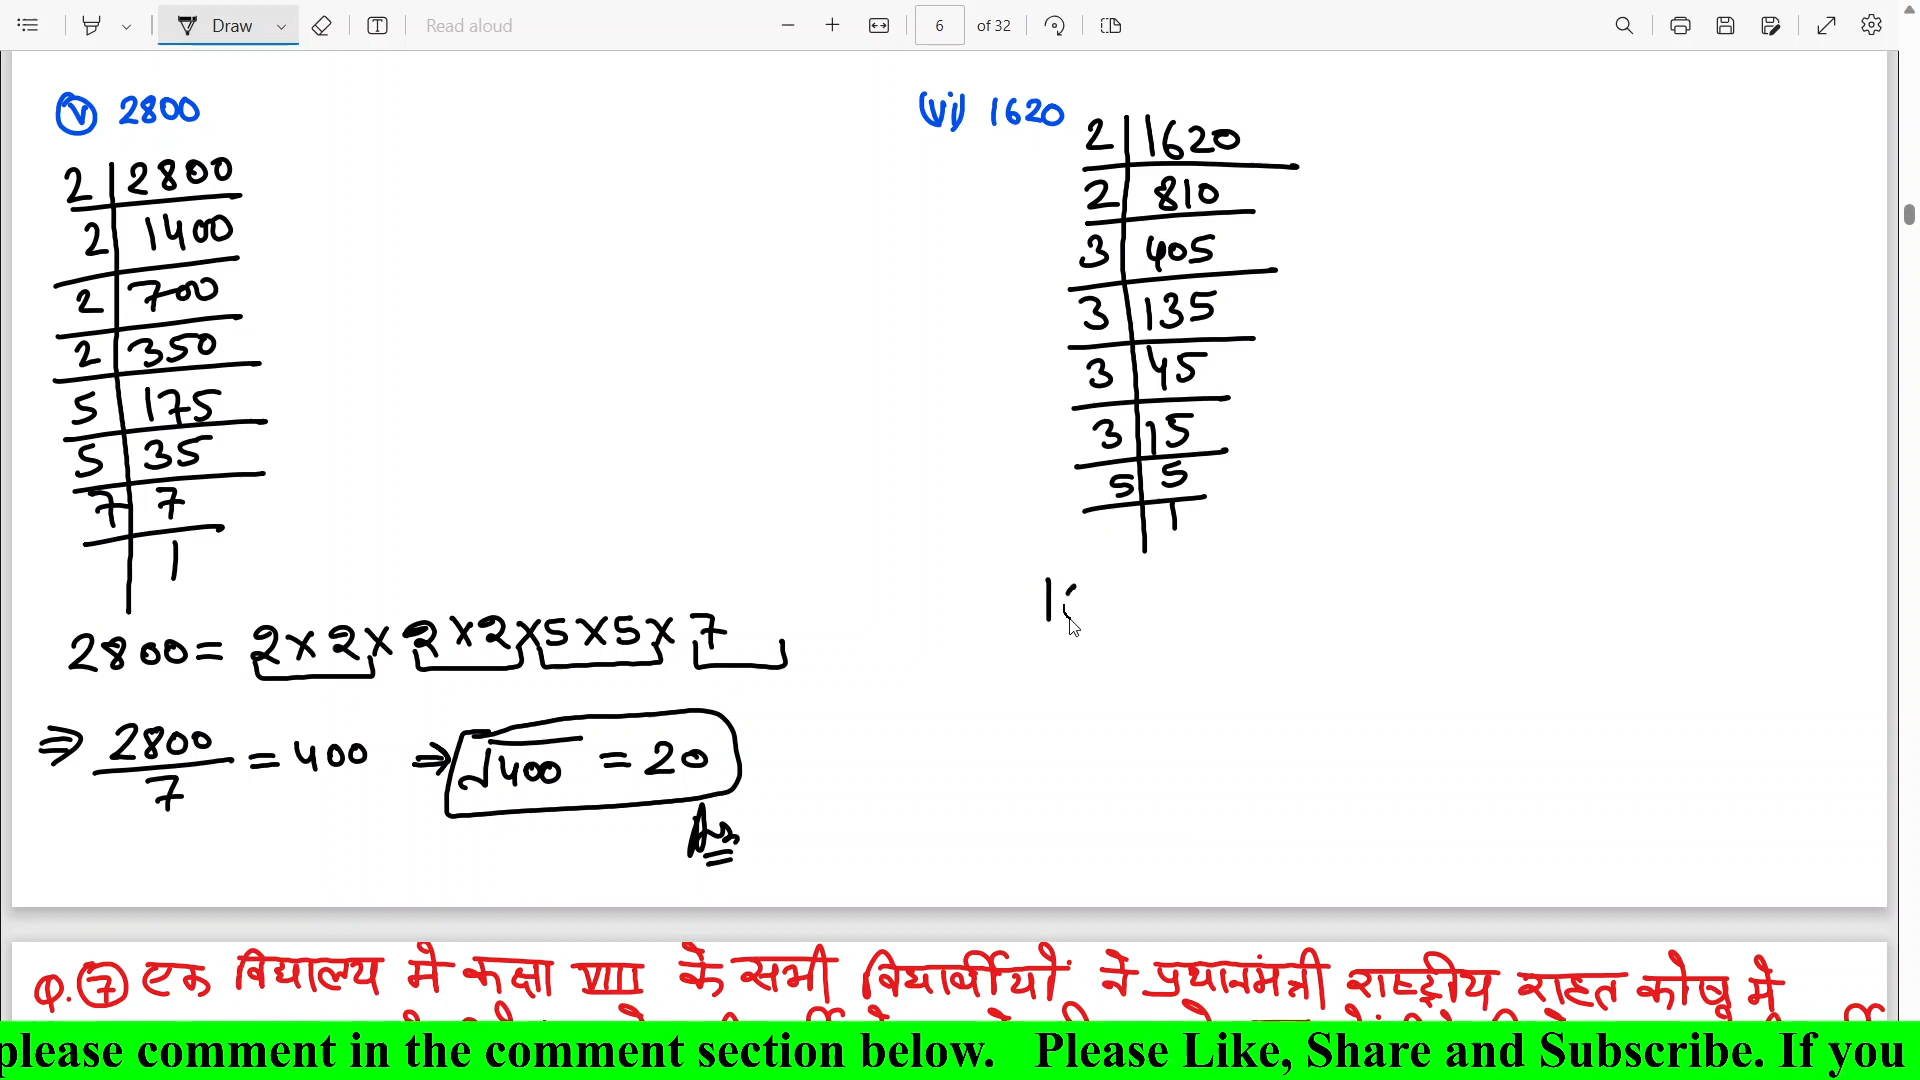 Draw
Read aloud
6 of 32
(v) 2800
2 | 2800
2 | 1400
2 | 700
2 | 350
5 | 175
5 | 35
7 | 7
1
2800 = 2 × 2 × 2 × 2 × 5 × 5 × 7
⇒ 2800/7 = 400 ⇒ √400 = 20
Ans
(vi) 1620
2 | 1620
2 | 810
3 | 405
3 | 135
3 | 45
3 | 15
5 | 5
1
Q.(7) एक विद्यालय में कक्षा VIII के सभी विद्यार्थीयों ने प्रधानमंत्री राष्ट्रीय राहत कोष में
please comment in the comment section below. Please Like, Share and Subscribe. If you